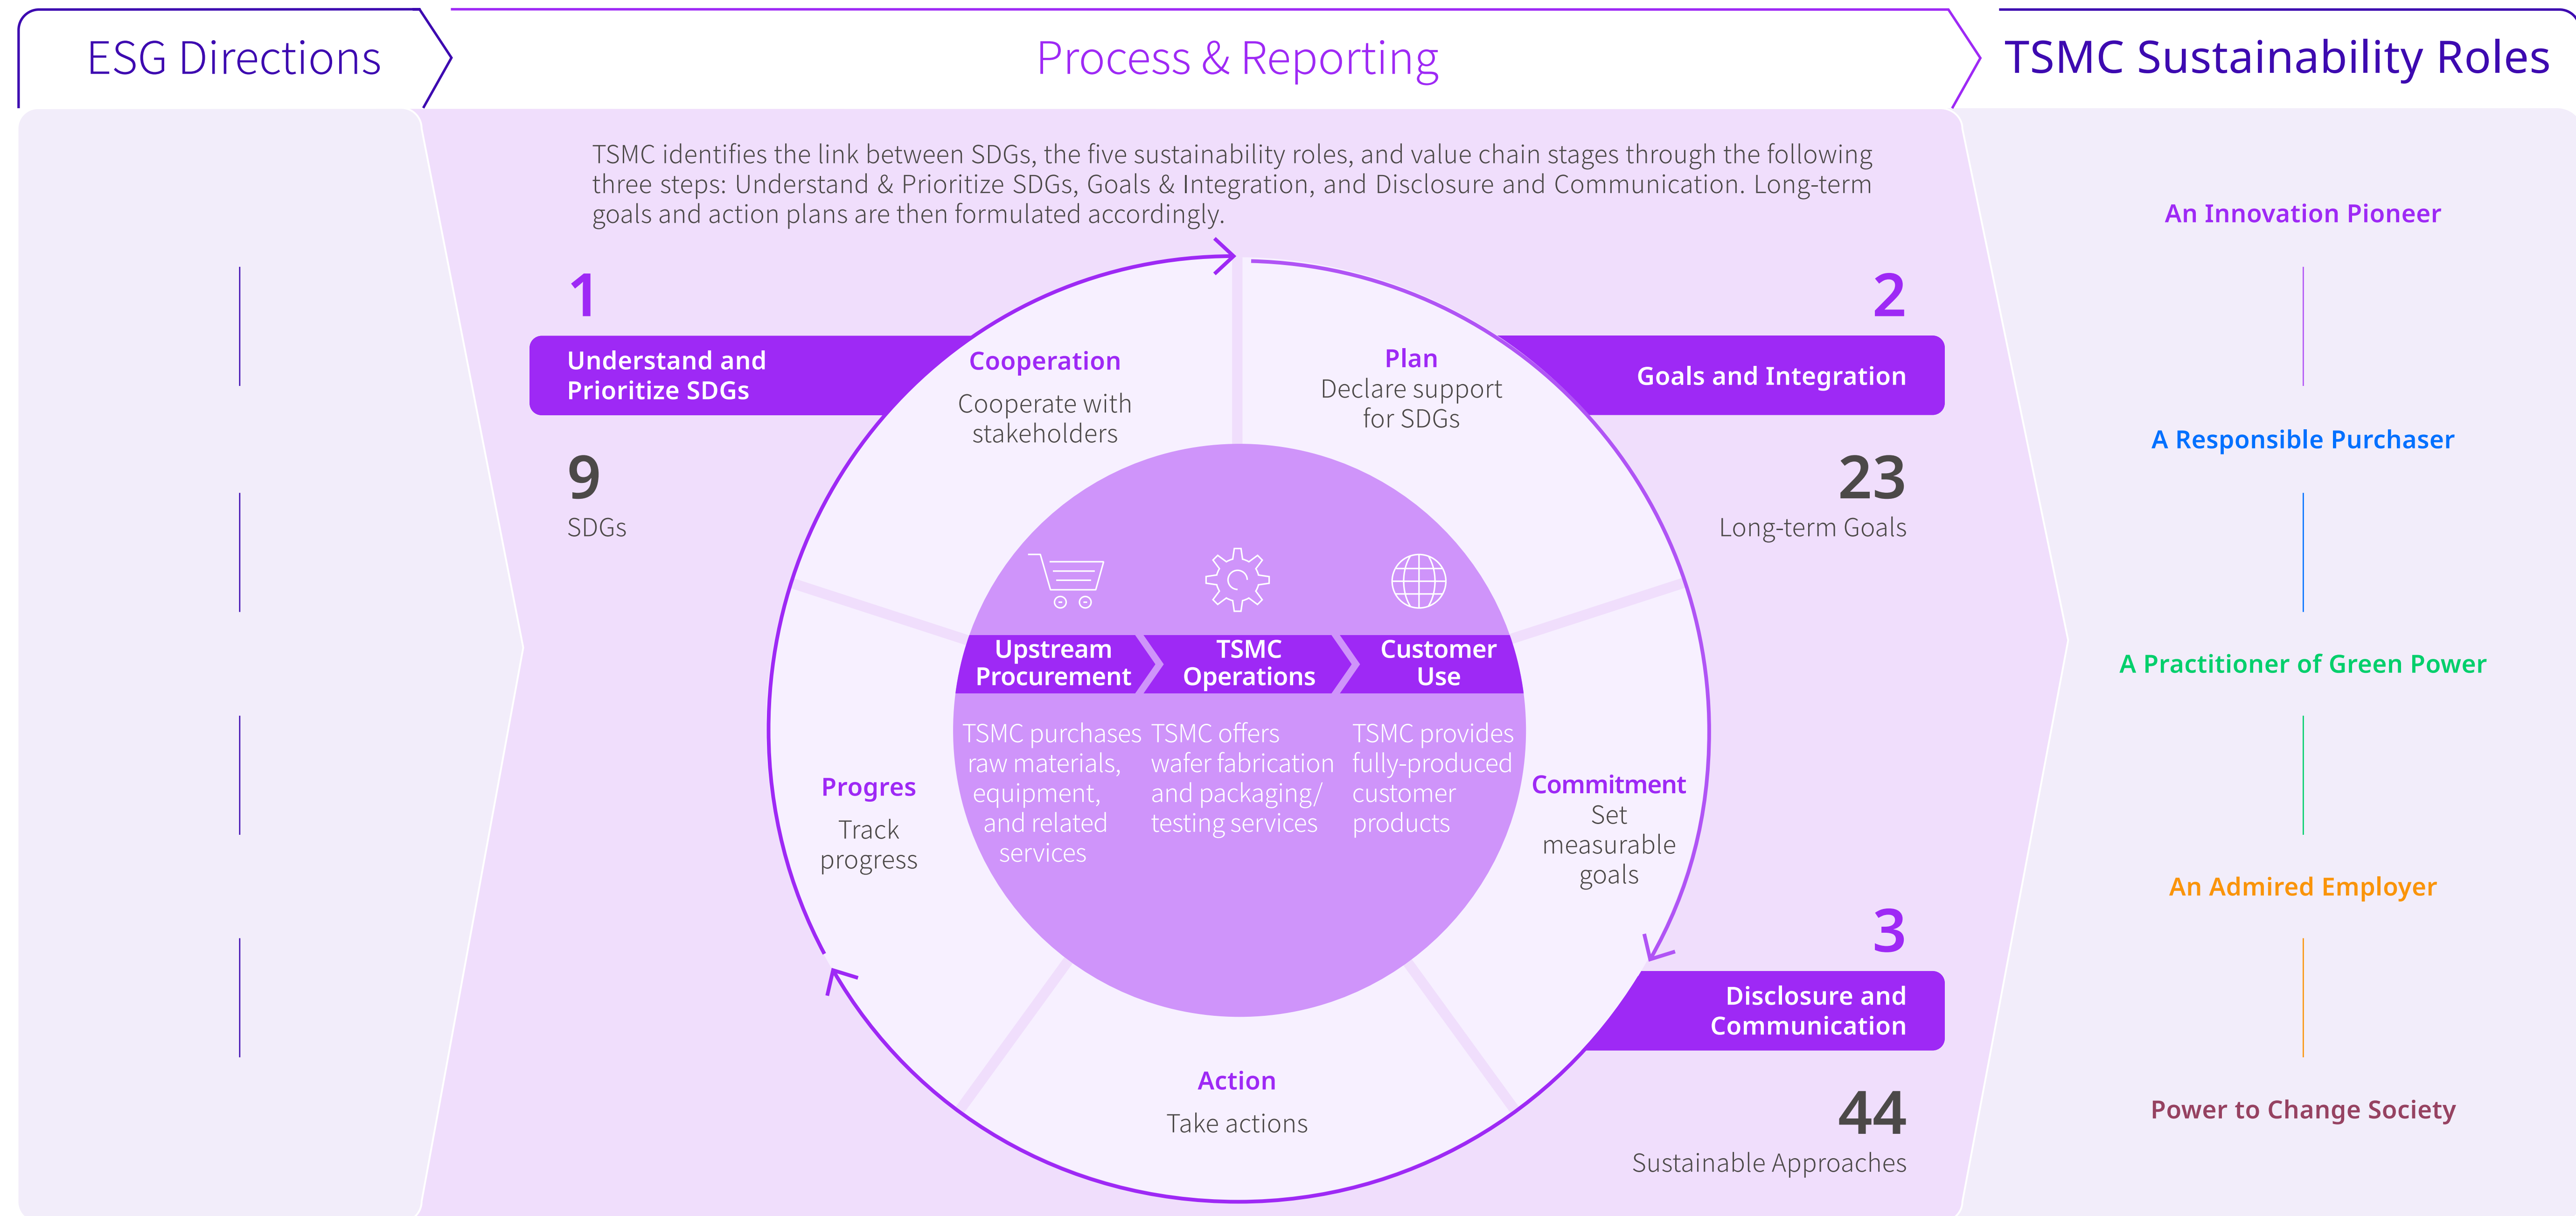 ESG Directions
Process & Reporting
TSMC Sustainability Roles
TSMC identifies the link between SDGs, the five sustainability roles, and value chain stages through the following
three steps: Understand & Prioritize SDGs, Goals & Integration, and Disclosure and Communication. Long-term
goals and action plans are then formulated accordingly.
1
Understand and
Prioritize SDGs
9
SDGs
2
Goals and Integration
23
Long-term Goals
3
Disclosure and
Communication
44
Sustainable Approaches
Cooperation
Cooperate with
stakeholders
Plan
Declare support
for SDGs
Commitment
Set
measurable
goals
Action
Take actions
Progres
Track
progress
Upstream
Procurement
TSMC purchases
raw materials,
equipment,
and related
services
TSMC
Operations
TSMC offers
wafer fabrication
and packaging/
testing services
Customer
Use
TSMC provides
fully-produced
customer
products
An Innovation Pioneer
A Responsible Purchaser
A Practitioner of Green Power
An Admired Employer
Power to Change Society